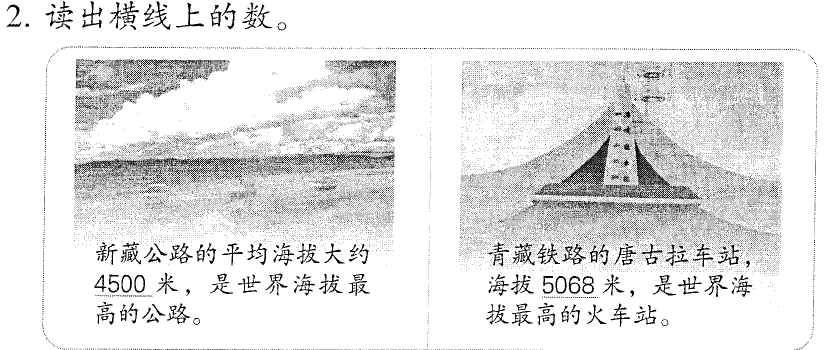 2. 读出横线上的数。
新藏公路的平均海拔大约
4500 米，是世界海拔最
高的公路。
青藏铁路的唐古拉车站，
海拔 5068 米，是世界海
拔最高的火车站。